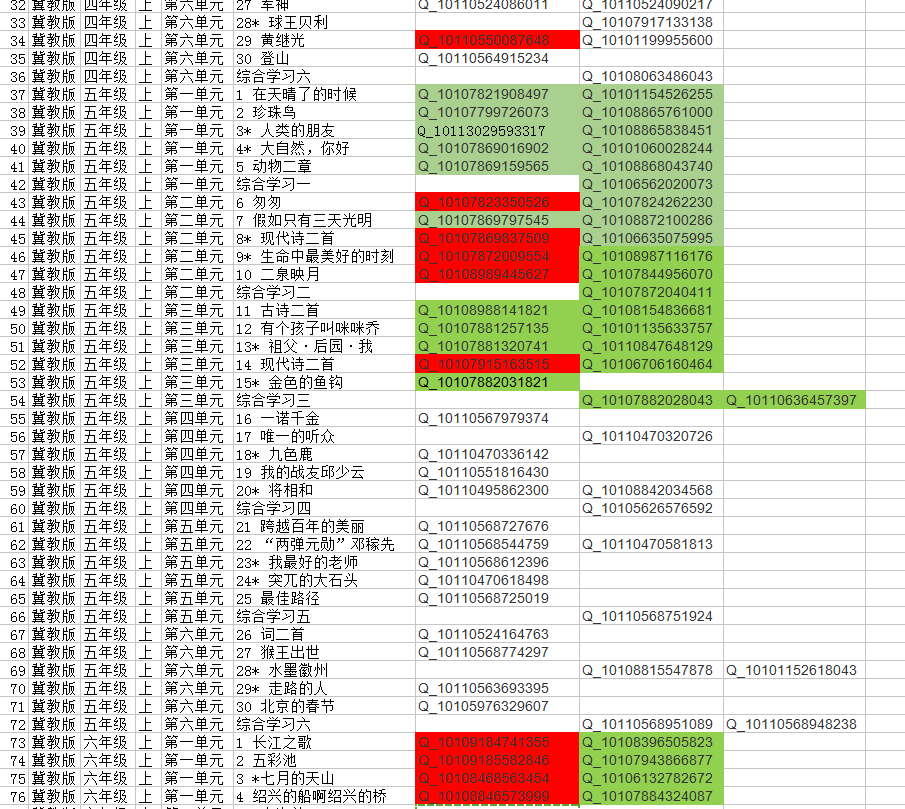 32 冀教版 四年级 上 第六单元 27 军神 Q_10110524086011 Q_10110524090217
33 冀教版 四年级 上 第六单元 28* 球王贝利 Q_10107917133138
34 冀教版 四年级 上 第六单元 29 黄继光 Q_10110550087648 Q_10101199955600
35 冀教版 四年级 上 第六单元 30 登山 Q_10110564915234
36 冀教版 四年级 上 第六单元 综合学习六 Q_10108063486043
37 冀教版 五年级 上 第一单元 1 在天晴了的时候 Q_10107821908497 Q_10101154526255
38 冀教版 五年级 上 第一单元 2 珍珠鸟 Q_10107799726073 Q_10108865761000
39 冀教版 五年级 上 第一单元 3* 人类的朋友 Q_10113029593317 Q_10108865838451
40 冀教版 五年级 上 第一单元 4* 大自然，你好 Q_10107869016902 Q_10101060028244
41 冀教版 五年级 上 第一单元 5 动物二章 Q_10107869159565 Q_10108868043740
42 冀教版 五年级 上 第一单元 综合学习一 Q_10106562020073
43 冀教版 五年级 上 第二单元 6 匆匆 Q_10107823350526 Q_10107824262230
44 冀教版 五年级 上 第二单元 7 假如只有三天光明 Q_10107869797545 Q_10108872100286
45 冀教版 五年级 上 第二单元 8* 现代诗二首 Q_10107869837509 Q_10106635075995
46 冀教版 五年级 上 第二单元 9* 生命中最美好的时刻 Q_10107872009554 Q_10108987116176
47 冀教版 五年级 上 第二单元 10 二泉映月 Q_10108989445627 Q_10107844956070
48 冀教版 五年级 上 第二单元 综合学习二 Q_10107872040411
49 冀教版 五年级 上 第三单元 11 古诗二首 Q_10108988141821 Q_10108154836681
50 冀教版 五年级 上 第三单元 12 有个孩子叫咪咪乔 Q_10107881257135 Q_10101135633757
51 冀教版 五年级 上 第三单元 13* 祖父·后园·我 Q_10107881320741 Q_10110847648129
52 冀教版 五年级 上 第三单元 14 现代诗二首 Q_10107915163515 Q_10106706160464
53 冀教版 五年级 上 第三单元 15* 金色的鱼钩 Q_10107882031821
54 冀教版 五年级 上 第三单元 综合学习三 Q_10107882028043 Q_10110636457397
55 冀教版 五年级 上 第四单元 16 一诺千金 Q_10110567979374
56 冀教版 五年级 上 第四单元 17 唯一的听众 Q_10110470320726
57 冀教版 五年级 上 第四单元 18* 九色鹿 Q_10110470336142
58 冀教版 五年级 上 第四单元 19 我的战友邱少云 Q_10110551816430
59 冀教版 五年级 上 第四单元 20* 将相和 Q_10110495862300 Q_10108842034568
60 冀教版 五年级 上 第四单元 综合学习四 Q_10105626576592
61 冀教版 五年级 上 第五单元 21 跨越百年的美丽 Q_10110568727676
62 冀教版 五年级 上 第五单元 22 “两弹元勋”邓稼先 Q_10110568544759 Q_10110470581813
63 冀教版 五年级 上 第五单元 23* 我最好的老师 Q_10110568612396
64 冀教版 五年级 上 第五单元 24* 突兀的大石头 Q_10110470618498
65 冀教版 五年级 上 第五单元 25 最佳路径 Q_10110568725019
66 冀教版 五年级 上 第五单元 综合学习五 Q_10110568751924
67 冀教版 五年级 上 第六单元 26 词二首 Q_10110524164763
68 冀教版 五年级 上 第六单元 27 猴王出世 Q_10110568774297
69 冀教版 五年级 上 第六单元 28* 水墨徽州 Q_10108815547878 Q_10101152618043
70 冀教版 五年级 上 第六单元 29* 走路的人 Q_10110563693395
71 冀教版 五年级 上 第六单元 30 北京的春节 Q_10105976329607
72 冀教版 五年级 上 第六单元 综合学习六 Q_10110568951089 Q_10110568948238
73 冀教版 六年级 上 第一单元 1 长江之歌 Q_10109184741355 Q_10108396505823
74 冀教版 六年级 上 第一单元 2 五彩池 Q_10109185582846 Q_10107943866877
75 冀教版 六年级 上 第一单元 3 *七月的天山 Q_10108468563454 Q_10106132782672
76 冀教版 六年级 上 第一单元 4 绍兴的船啊绍兴的桥 Q_10108846573999 Q_10107884324087